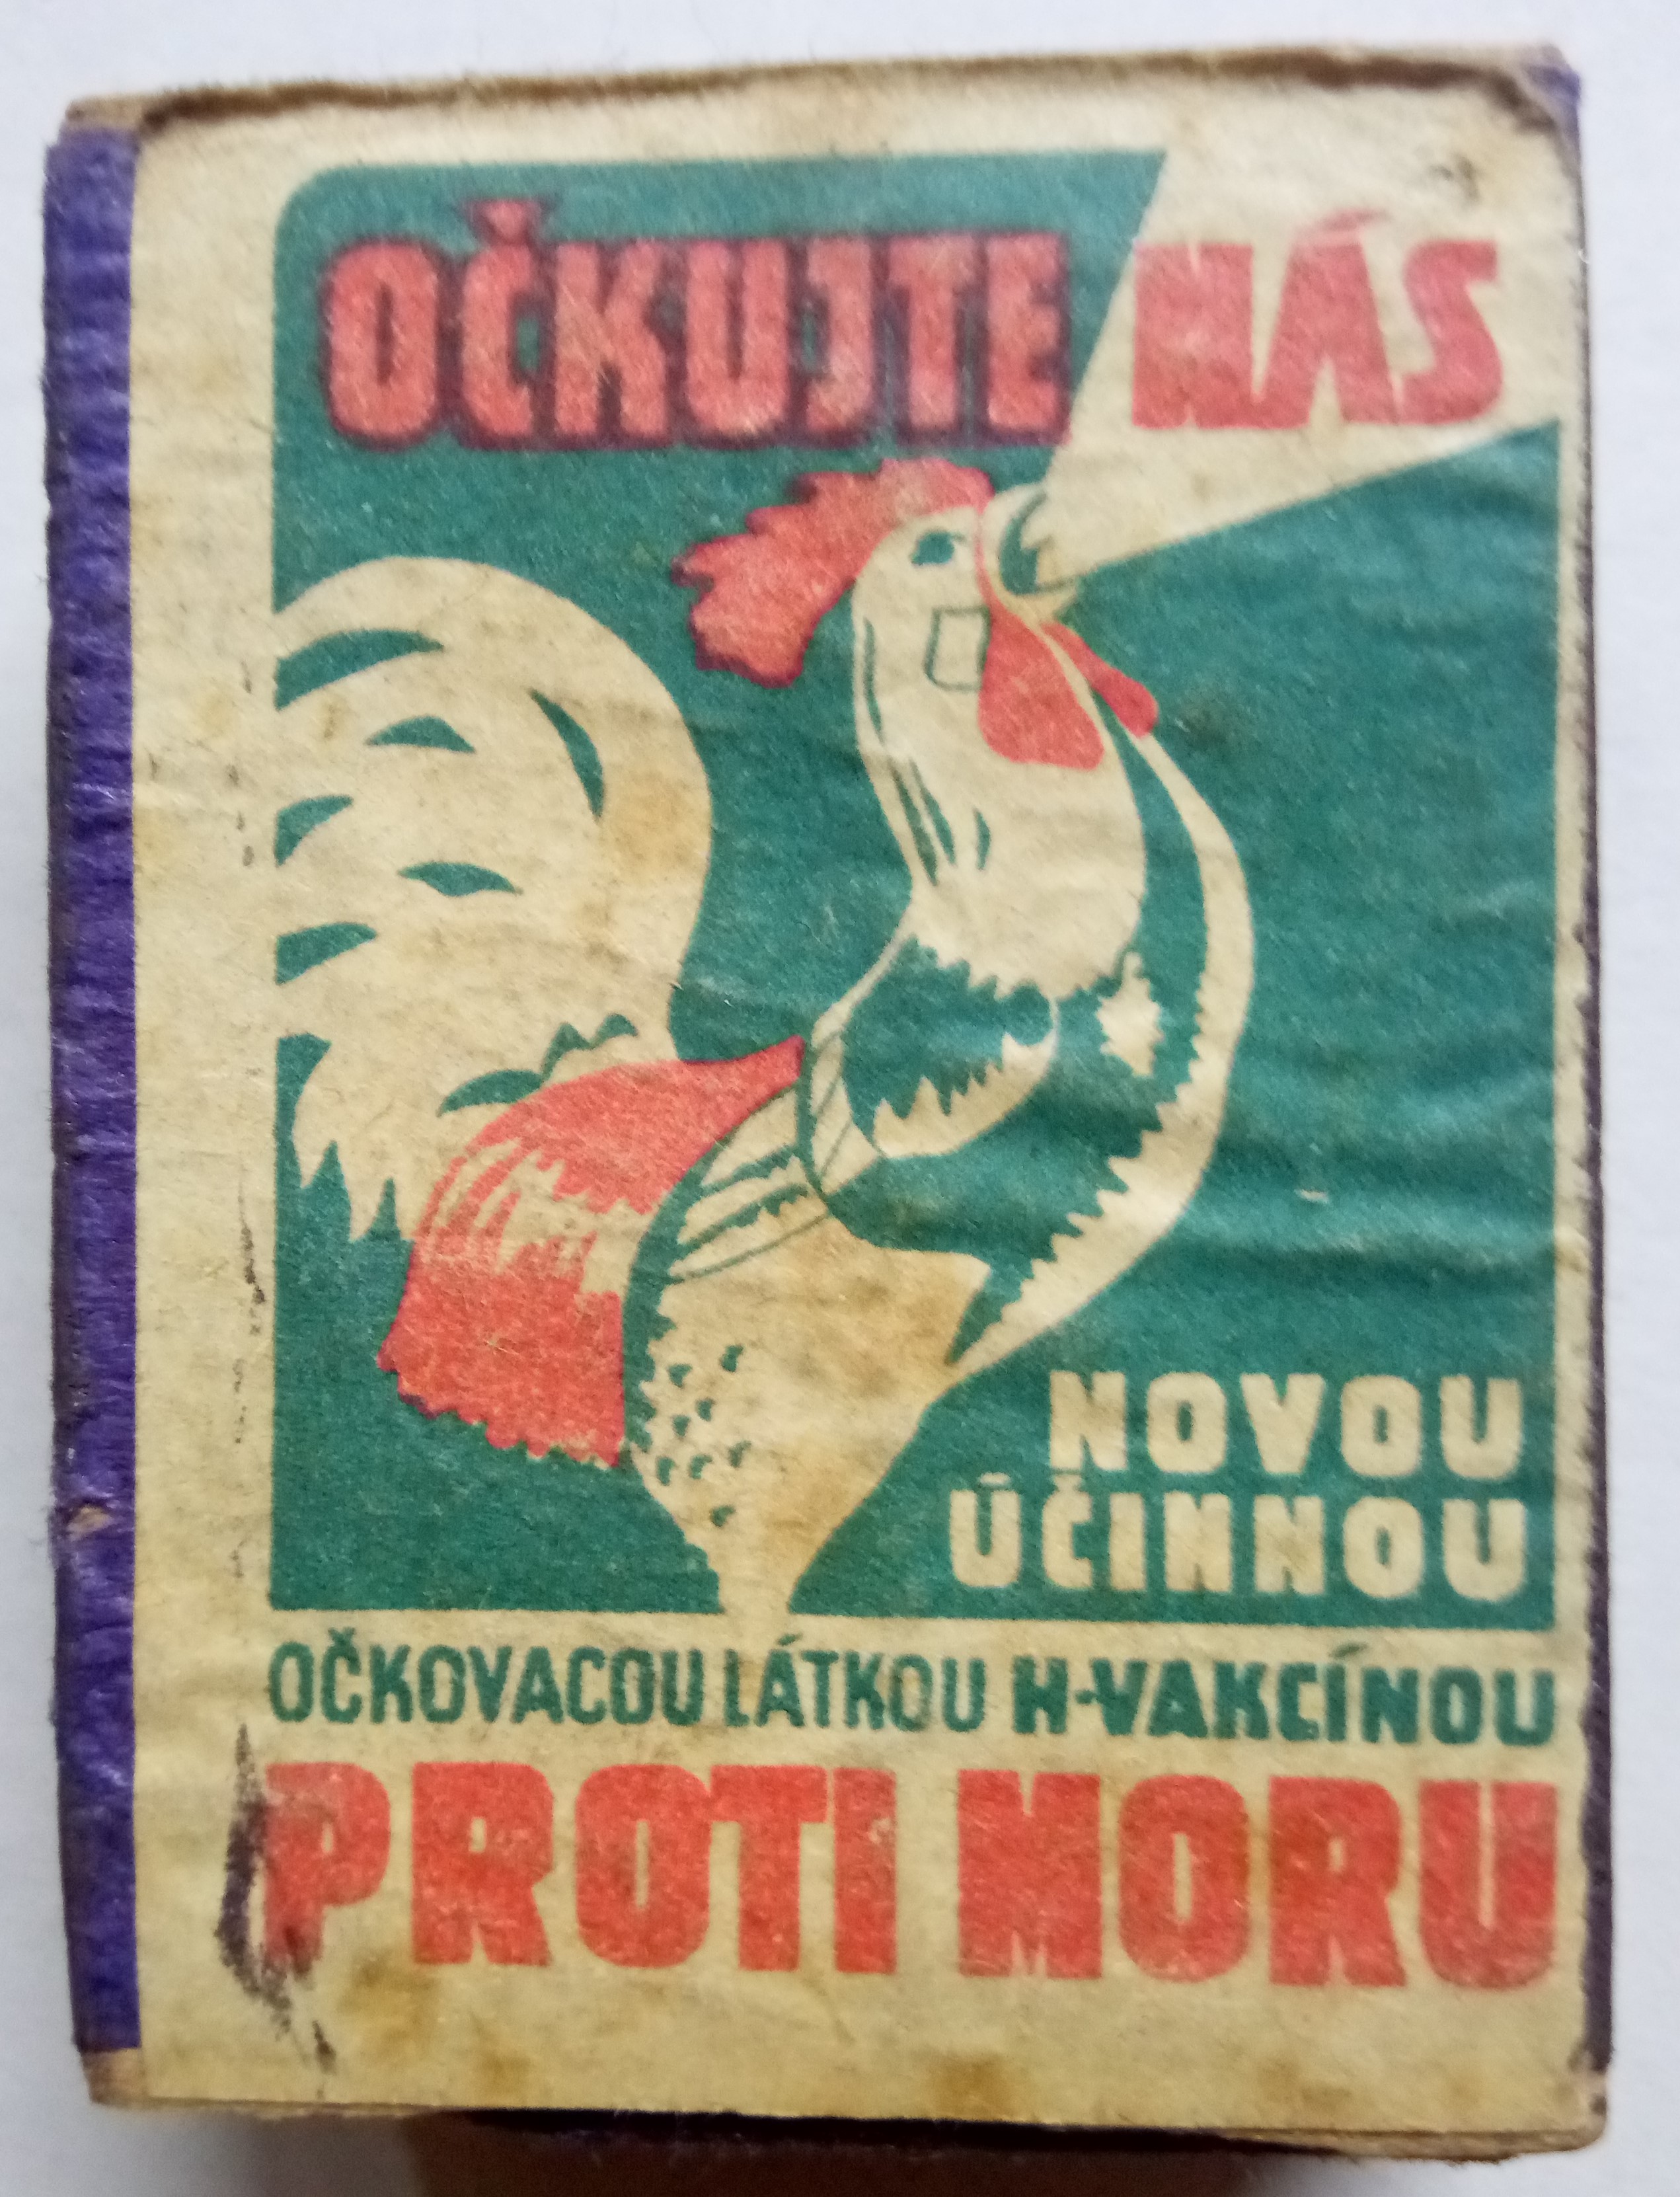 OČKUJTE NÁS
NOVOU
ÚČINNOU
OČKOVACOU LÁTKOU H-VAKCÍNOU
PROTI MORU